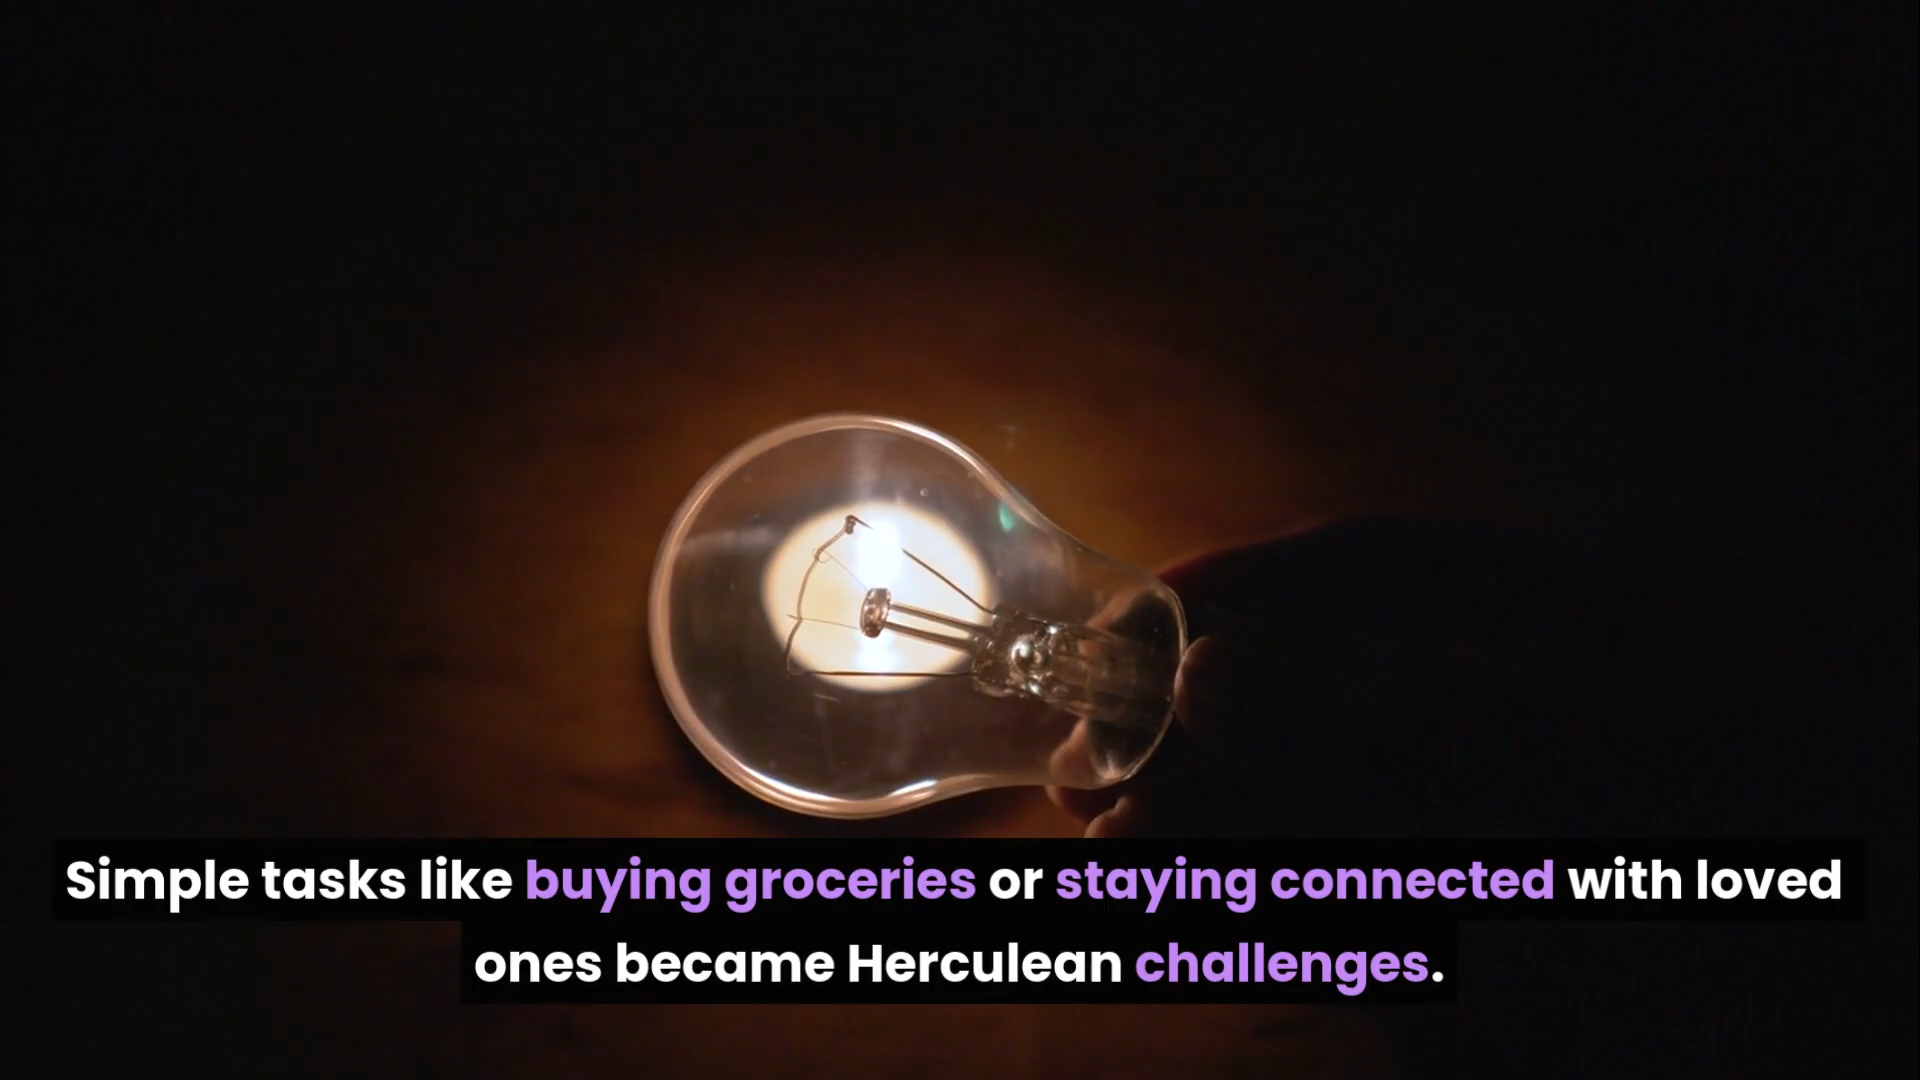 Simple tasks like buying groceries or staying connected with loved
ones became Herculean challenges.